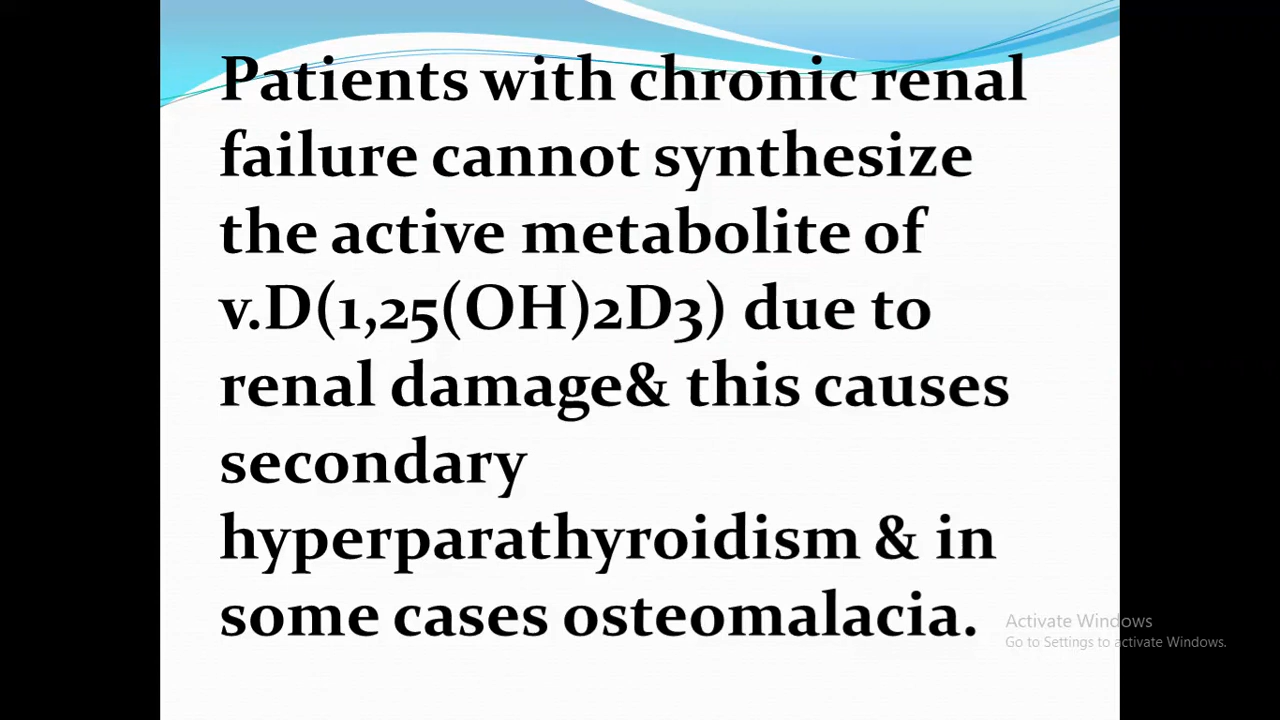 Patients with chronic renal
failure cannot synthesize
the active metabolite of
v.D(1,25(OH)2D3) due to
renal damage& this causes
secondary
hyperparathyroidism & in
some cases osteomalacia.
Activate Windows
Go to Settings to activate Windows.